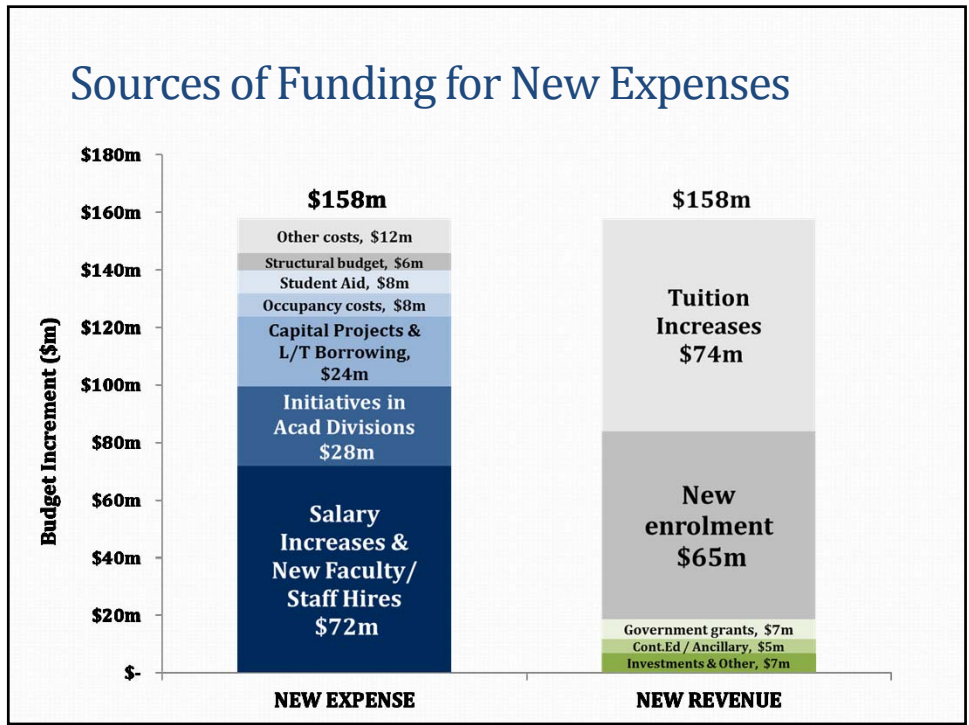 Sources of Funding for New Expenses
Budget Increment ($m)
$180m
$160m
$140m
$120m
$100m
$80m
$60m
$40m
$20m
$-
$158m
Other costs, $12m
Structural budget, $6m
Student Aid, $8m
Occupancy costs, $8m
Capital Projects &
L/T Borrowing,
$24m
Initiatives in
Acad Divisions
$28m
Salary
Increases &
New Faculty/
Staff Hires
$72m
NEW EXPENSE
$158m
Tuition
Increases
$74m
New
enrolment
$65m
Government grants, $7m
Cont.Ed / Ancillary, $5m
Investments & Other, $7m
NEW REVENUE